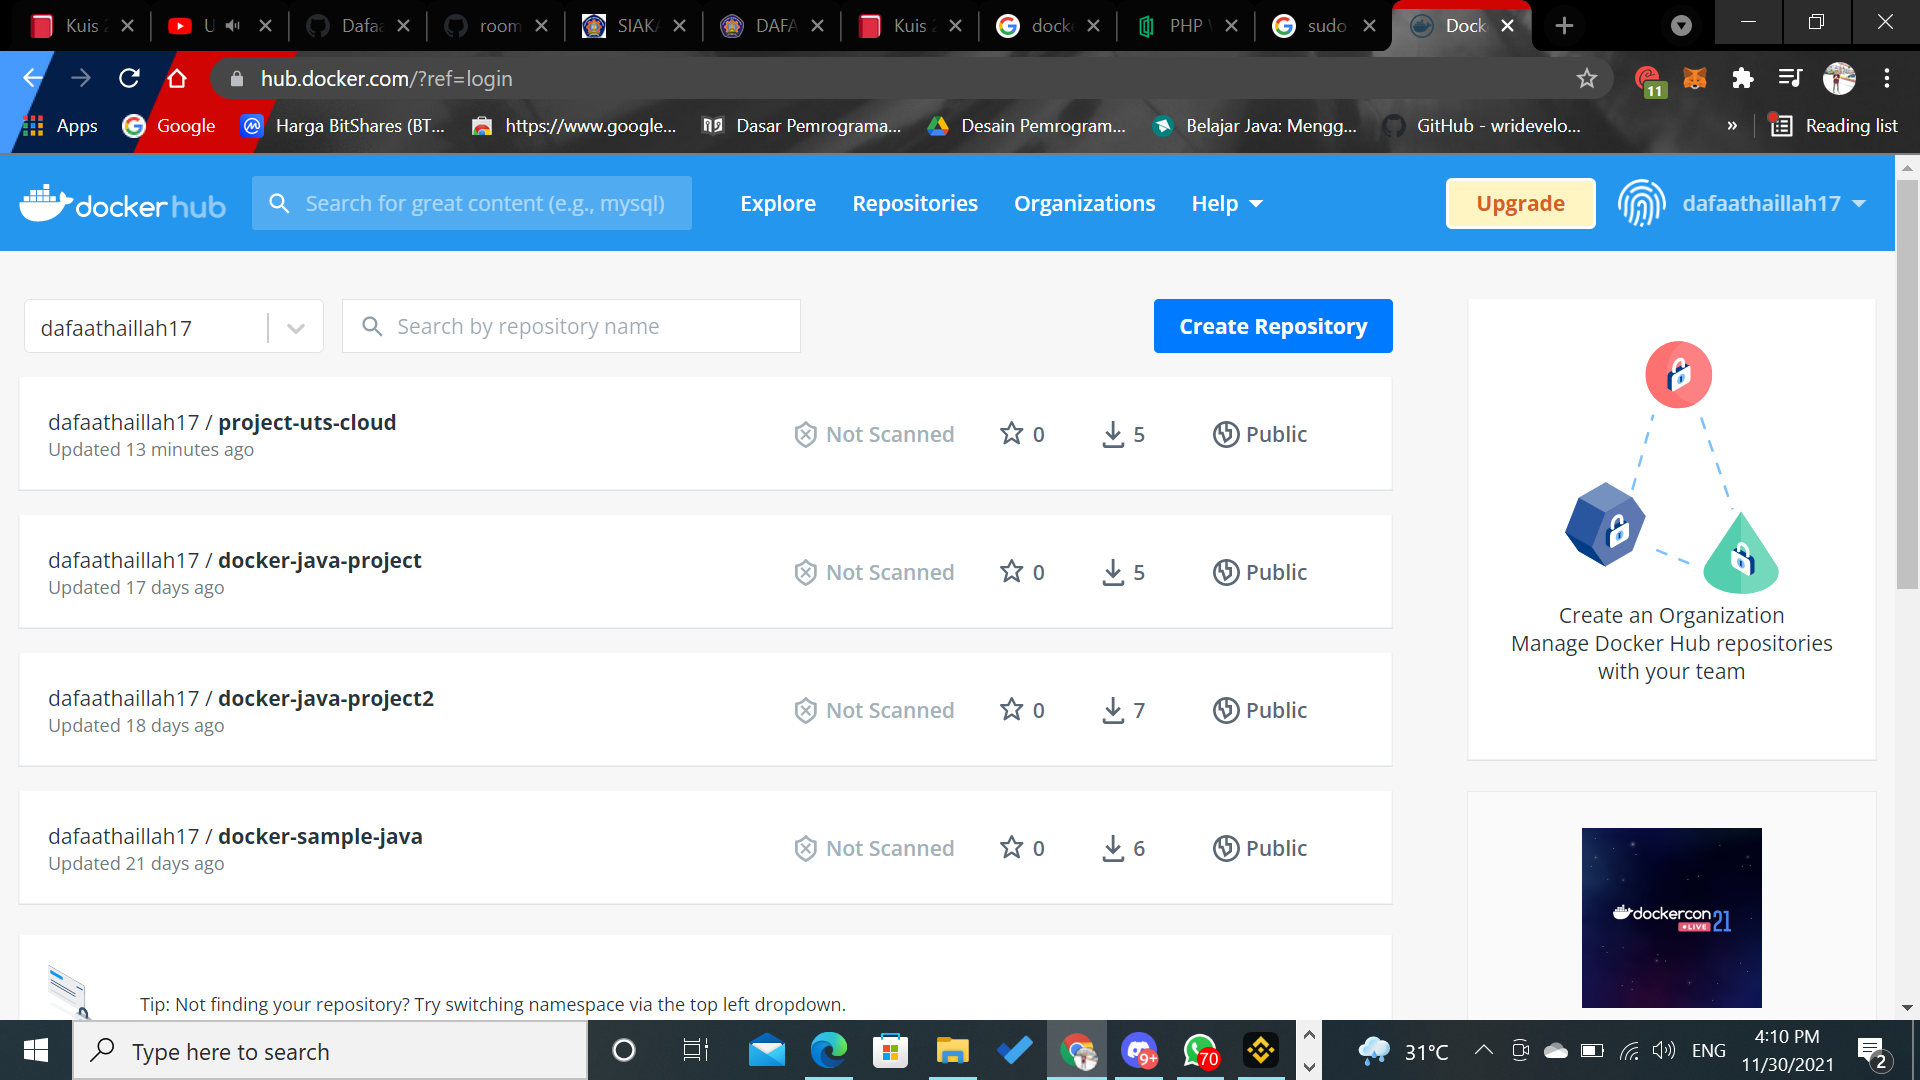 Kuis 2
U
Dafaa
room
SIAKA
DAFA
Kuis 2
docke
PHP V
sudo
Docke
hub.docker.com/?ref=login
11
Apps
Google
Harga BitShares (BT...
https://www.google...
Dasar Pemrograma...
Desain Pemrogram...
Belajar Java: Mengg...
GitHub - wridevelo...
»
Reading list
docker hub
Search for great content (e.g., mysql)
Explore
Repositories
Organizations
Help
Upgrade
dafaathaillah17
dafaathaillah17
Search by repository name
Create Repository
dafaathaillah17 / project-uts-cloud
Updated 13 minutes ago
Not Scanned
0
5
Public
dafaathaillah17 / docker-java-project
Updated 17 days ago
Not Scanned
0
5
Public
dafaathaillah17 / docker-java-project2
Updated 18 days ago
Not Scanned
0
7
Public
dafaathaillah17 / docker-sample-java
Updated 21 days ago
Not Scanned
0
6
Public
Tip: Not finding your repository? Try switching namespace via the top left dropdown.
Create an Organization
Manage Docker Hub repositories
with your team
dockercon
LIVE
21
Type here to search
9+
70
31°C
ENG
4:10 PM
11/30/2021
2